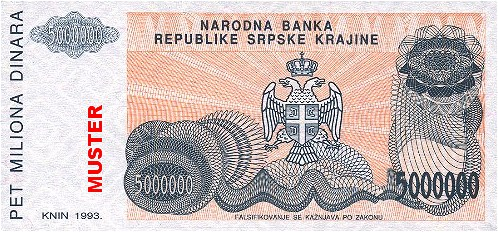 NARODNA BANKA
REPUBLIKE SRPSKE KRAJINE
5000000
PET MILIONA DINARA
MUSTER
5000000
5000000
KNIN 1993.
FALSIFIKOVANJE SE KAŽNJAVA PO ZAKONU.